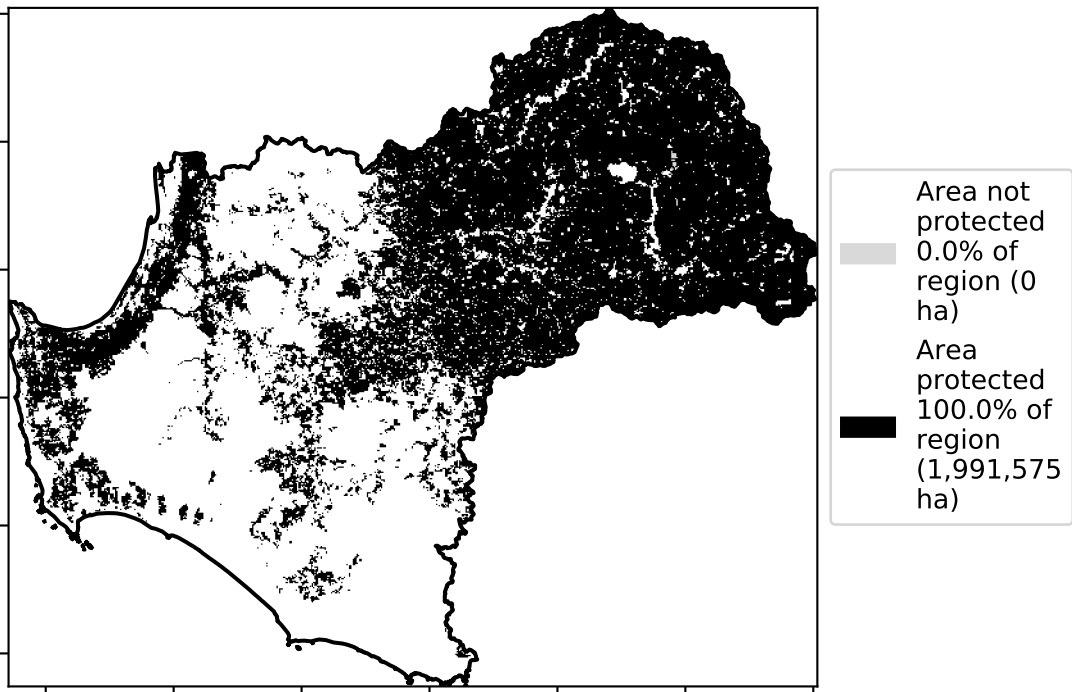 Area not
protected
0.0% of
region (0
ha)
Area
protected
100.0% of
region
(1,991,575
ha)